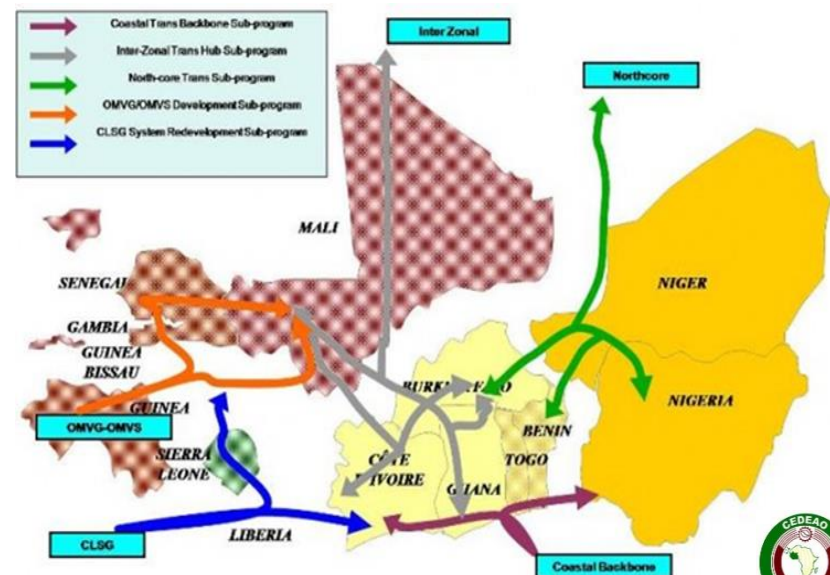 Coastal Trans Backbone Sub-program
Inter-Zonal Trans Hub Sub-program
North-core Trans Sub-program
OMVG/OMVS Development Sub-program
CLSG System Redevelopment Sub-program
Inter Zonal
Northcore
MALI
SENEGAL
NIGER
GAMBIA
GUINEA
BISSAU
GUINEA
OMVG-OMVS
NIGERIA
BENIN
SIERRA
LEONE
CÔTE
D'IVOIRE
TOGO
GHANA
LIBERIA
CLSG
Coastal Backbone
CEDEAO